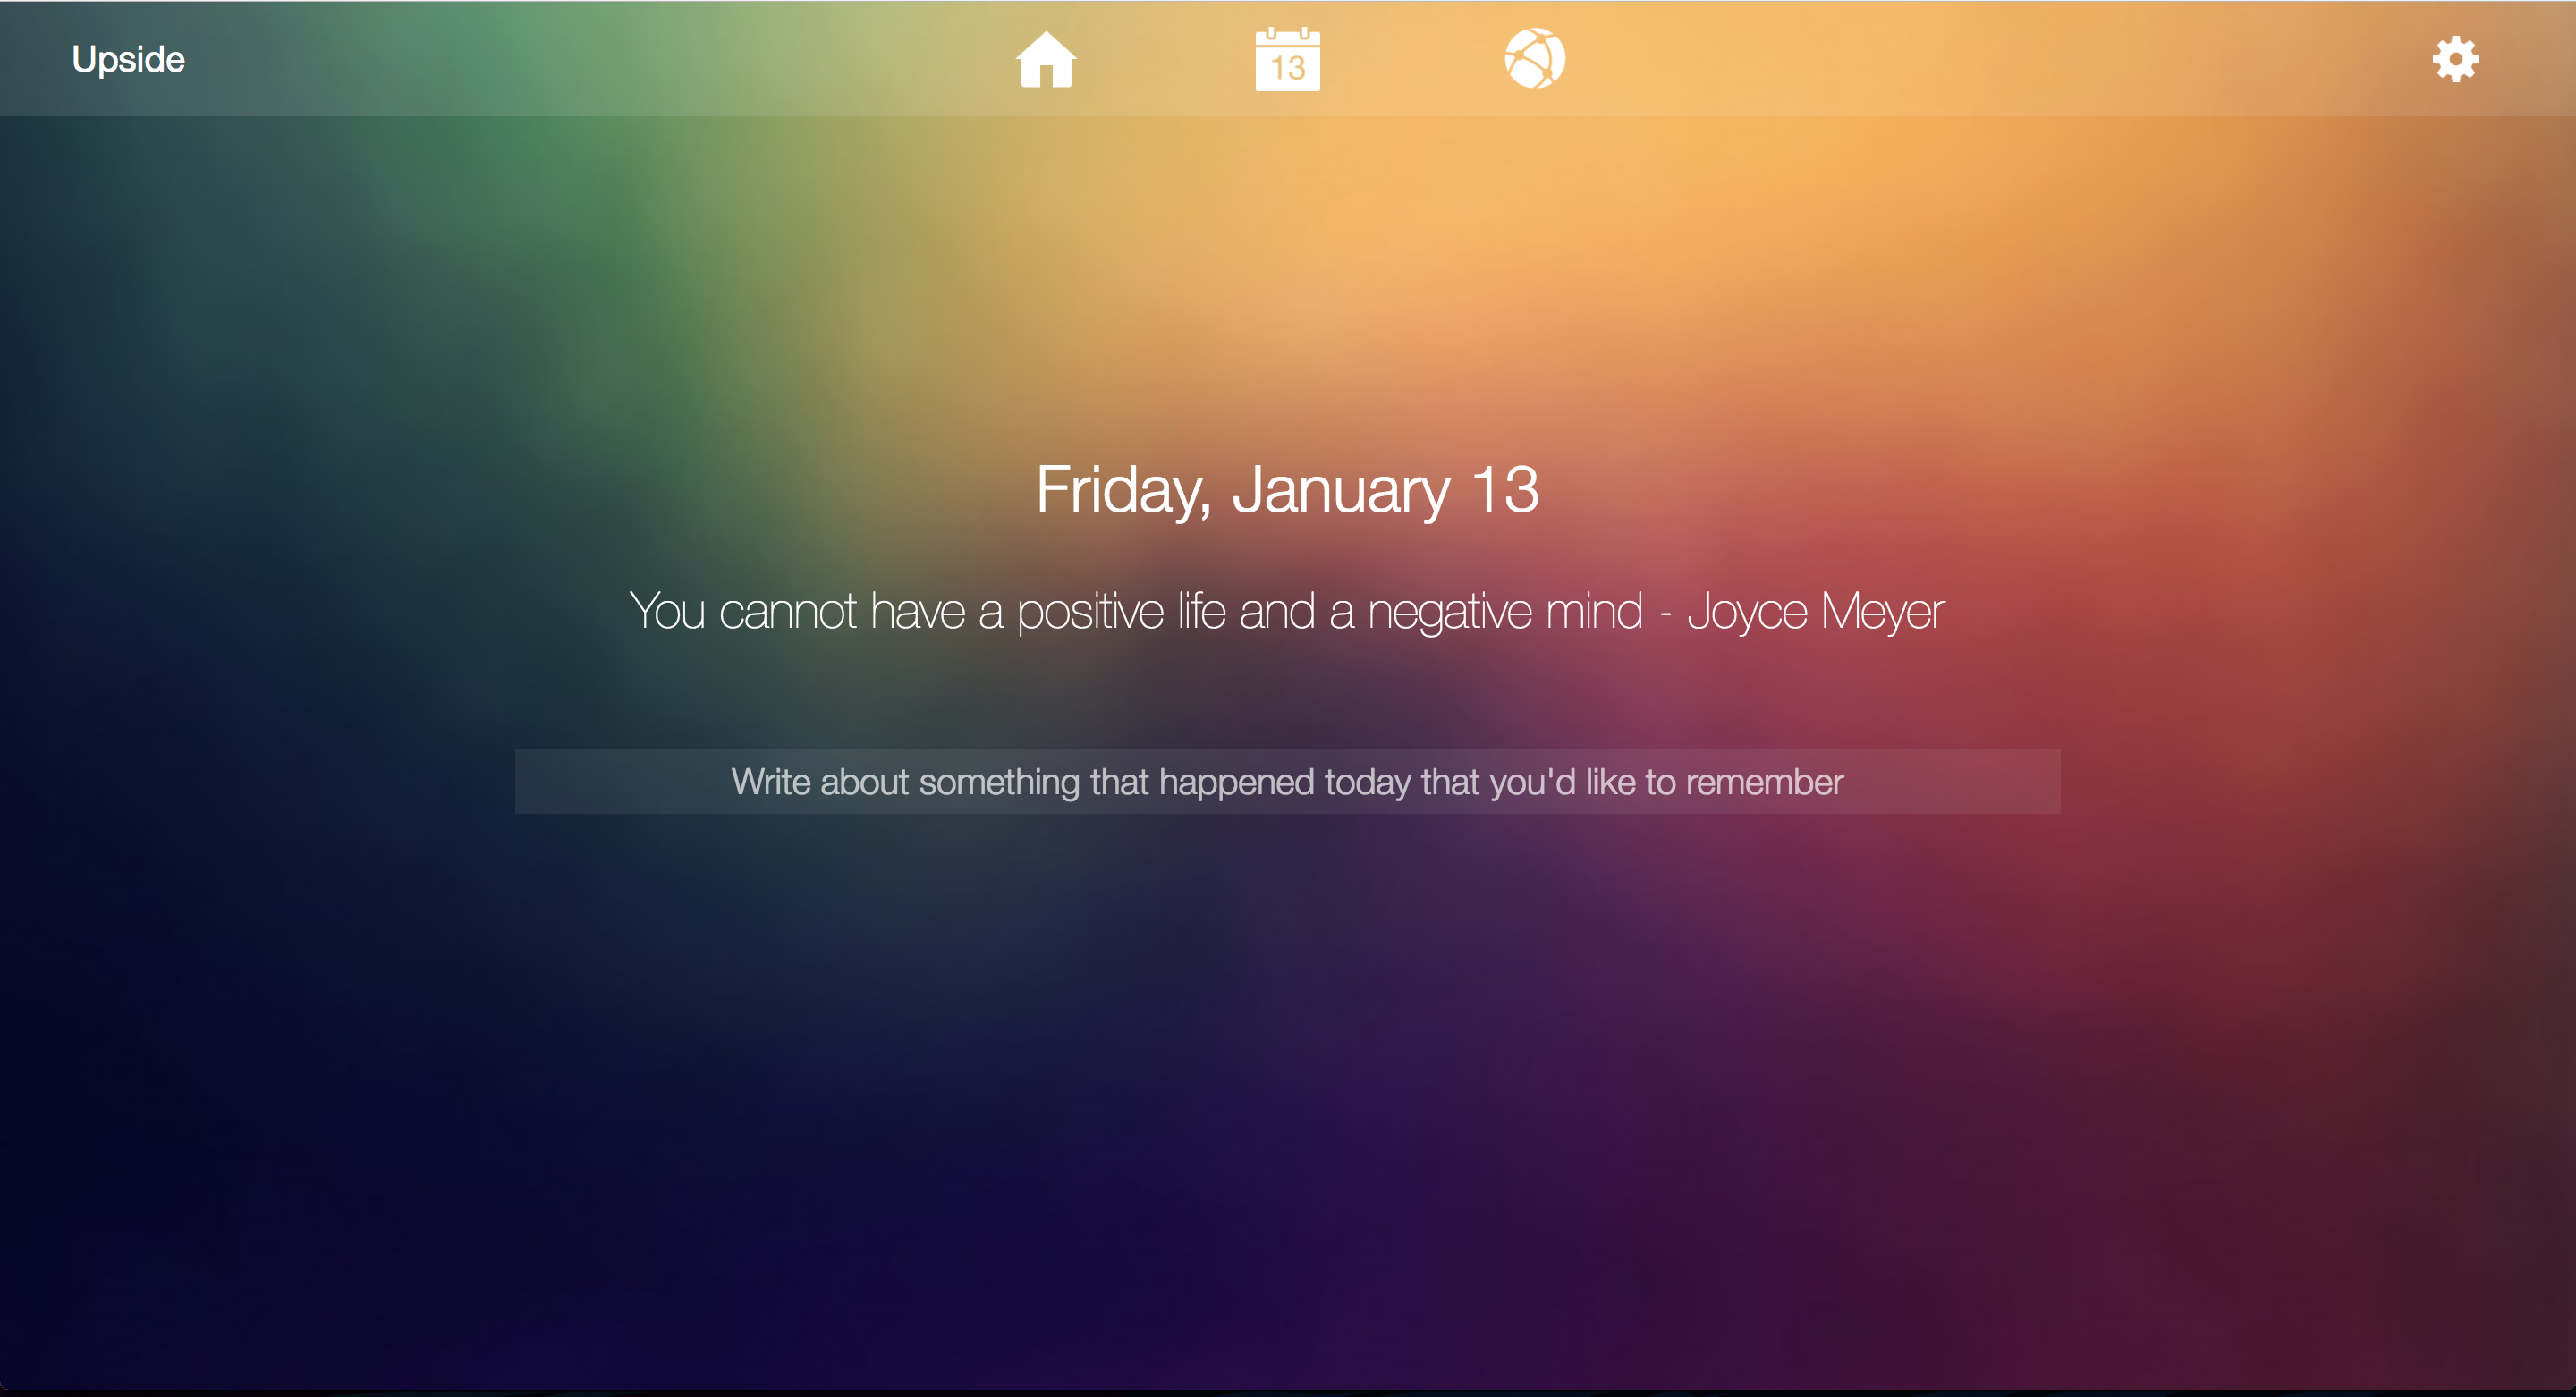 Upside
13
Friday, January 13
You cannot have a positive life and a negative mind - Joyce Meyer
Write about something that happened today that you'd like to remember